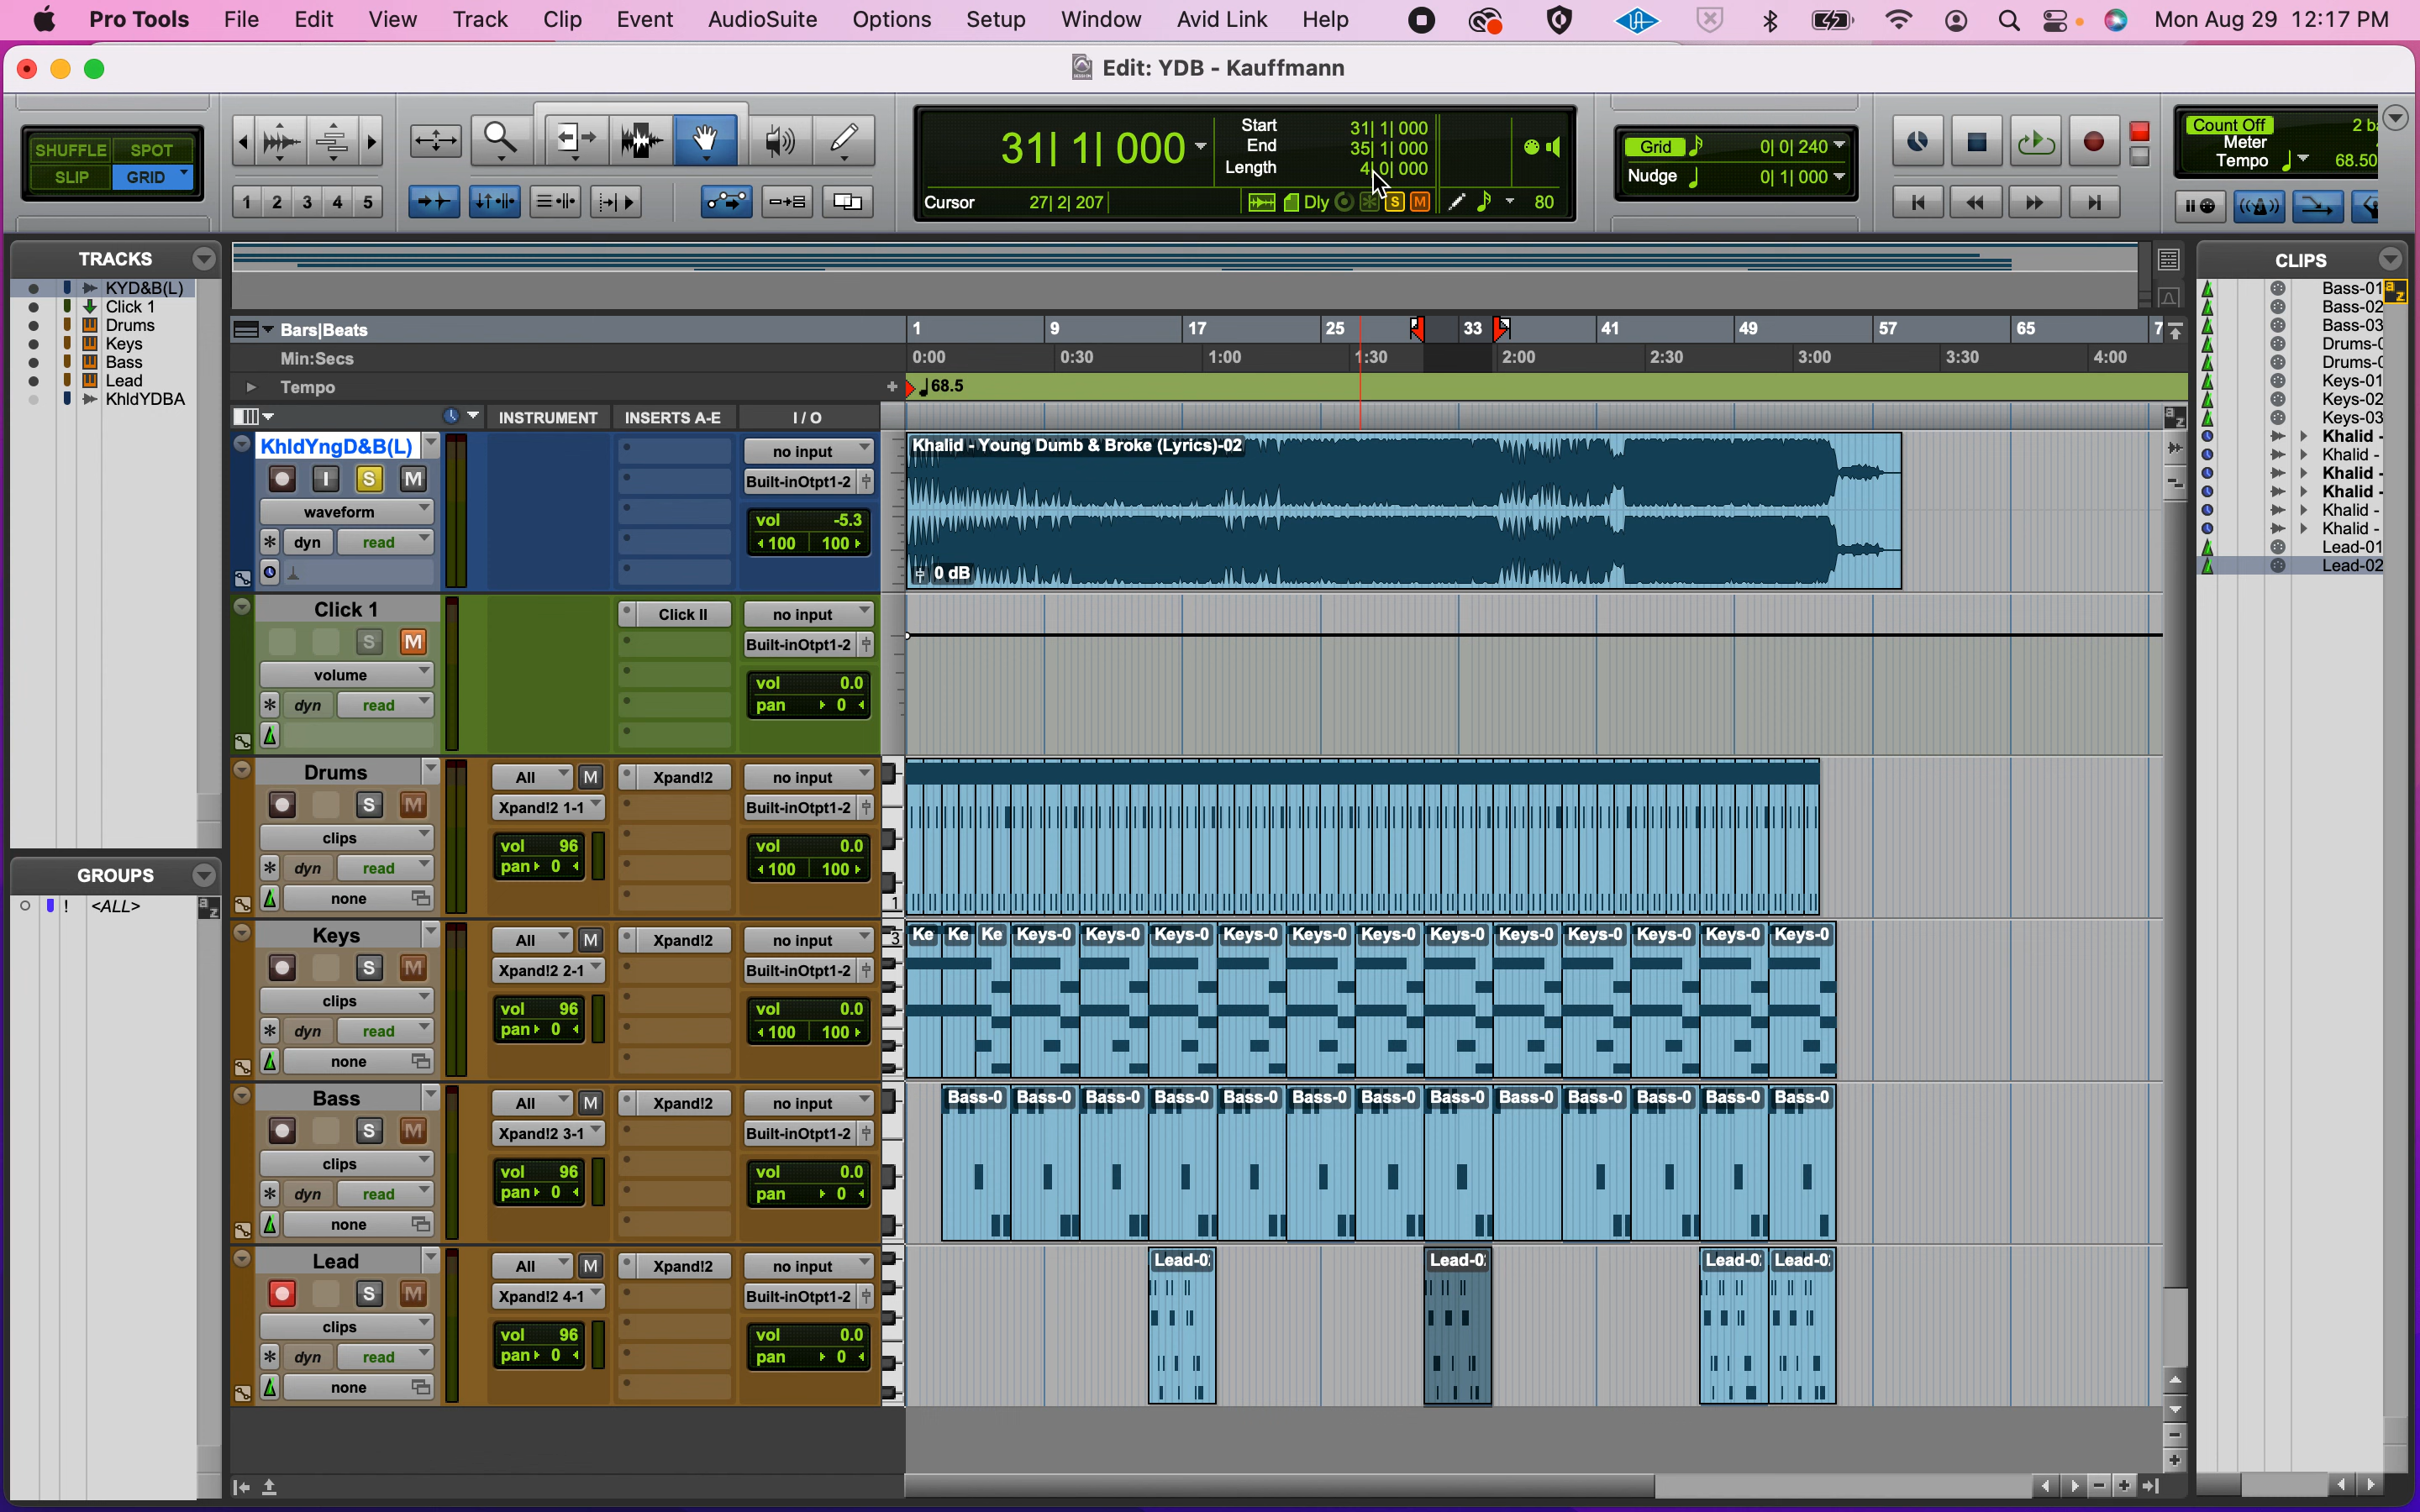 Pro Tools File Edit View Track Clip Event AudioSuite Options Setup Window Avid Link Help Mon Aug 29 12:17 PM
Edit: YDB - Kauffmann
SHUFFLE SPOT
SLIP GRID
1 2 3 4 5
31| 1| 000
Start 31| 1| 000
End 35| 1| 000
Length 4| 0| 000
Cursor 27| 2| 207
Dly S M 80
Grid 0| 0| 240
Nudge 0| 1| 000
Count Off 2 ba
Meter
Tempo 68.50
TRACKS
KYD&B(L)
Click 1
Drums
Keys
Bass
Lead
KhldYDBA
GROUPS
! <ALL>
a z
Bars|Beats 1 9 17 25 33 41 49 57 65 7
Min:Secs 0:00 0:30 1:00 1:30 2:00 2:30 3:00 3:30 4:00
Tempo 68.5
INSTRUMENT INSERTS A-E I / O
KhldYngD&B(L) no input
I S M Built-inOtpt1-2
waveform vol -5.3
dyn read 100 100
Khalid - Young Dumb & Broke (Lyrics)-02
0 dB
Click 1 Click II no input
S M Built-inOtpt1-2
volume vol 0.0
dyn read pan 0
Drums All M Xpand!2 no input
S M Xpand!2 1-1 Built-inOtpt1-2
clips vol 96 vol 0.0
dyn read pan 0 100 100
none 1
Keys All M Xpand!2 no input 3 Ke Ke Ke Keys-0 Keys-0 Keys-0 Keys-0 Keys-0 Keys-0 Keys-0 Keys-0 Keys-0 Keys-0 Keys-0 Keys-0
S M Xpand!2 2-1 Built-inOtpt1-2
clips vol 96 vol 0.0
dyn read pan 0 100 100
none
Bass All M Xpand!2 no input Bass-0 Bass-0 Bass-0 Bass-0 Bass-0 Bass-0 Bass-0 Bass-0 Bass-0 Bass-0 Bass-0 Bass-0 Bass-0
S M Xpand!2 3-1 Built-inOtpt1-2
clips vol 96 vol 0.0
dyn read pan 0 pan 0
none
Lead All M Xpand!2 no input Lead-0 Lead-0 Lead-0 Lead-0
S M Xpand!2 4-1 Built-inOtpt1-2
clips vol 96 vol 0.0
dyn read pan 0 pan 0
none
CLIPS
a z
Bass-01
Bass-02
Bass-03
Drums-0
Drums-0
Keys-01
Keys-02
Keys-03
Khalid -
Khalid -
Khalid -
Khalid -
Khalid -
Khalid -
Lead-01
Lead-02